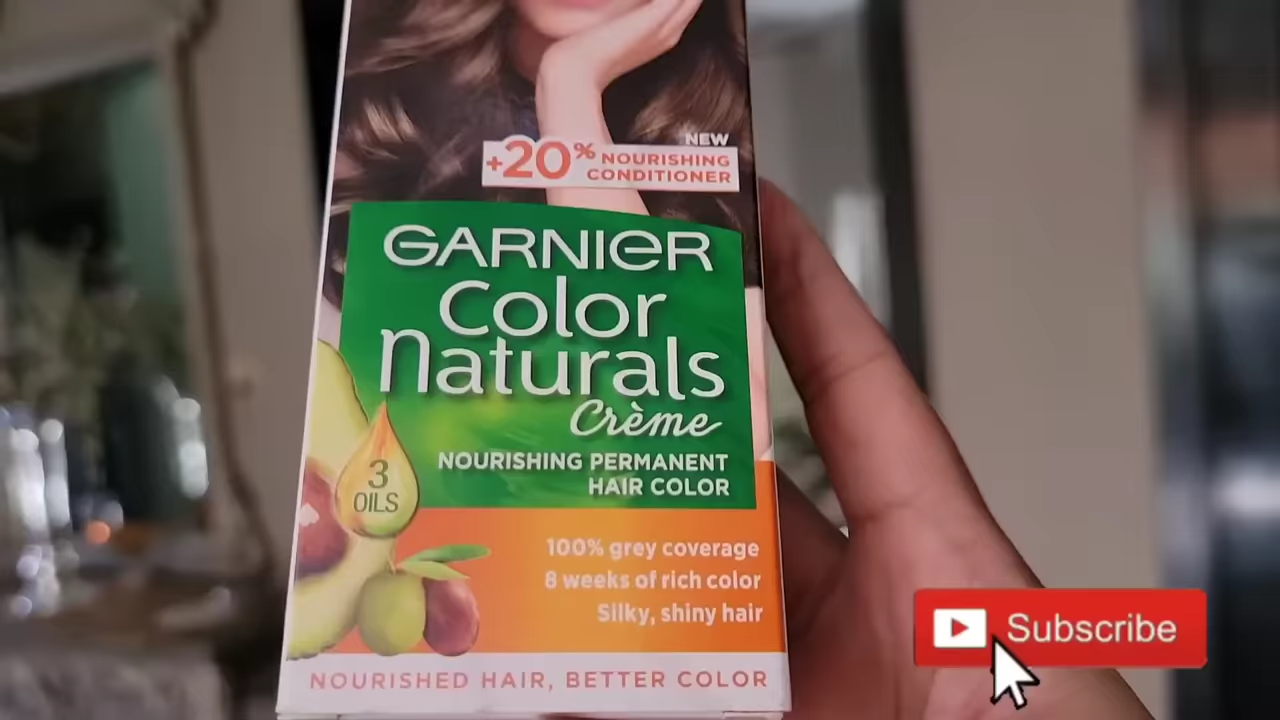 NEW
+20% NOURISHING
CONDITIONER
GARNIER
Color
Naturals
Crème
NOURISHING PERMANENT
HAIR COLOR
3
OILS
100% grey coverage
8 weeks of rich color
Silky, shiny hair
NOURISHED HAIR, BETTER COLOR
Subscribe